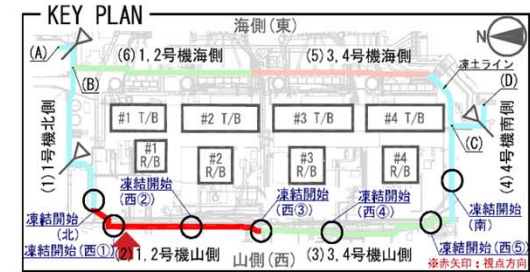 KEY PLAN
海側(東)
N
(A)
(B)
(6)1,2号機海側
(5)3,4号機海側
凍土ライン
(D)
(C)
#1 T/B
#2 T/B
#3 T/B
#4 T/B
#1
R/B
#2
R/B
#3
R/B
#4
R/B
(1)1号機北側
(4)4号機南側
凍結開始
(西②)
凍結開始
(西③)
凍結開始
(西④)
凍結開始
(南)
凍結開始
(北)
凍結開始(西①)
凍結開始(西⑤)
(2)1,2号機山側
山側(西)
(3)3,4号機山側
※赤矢印:視点方向